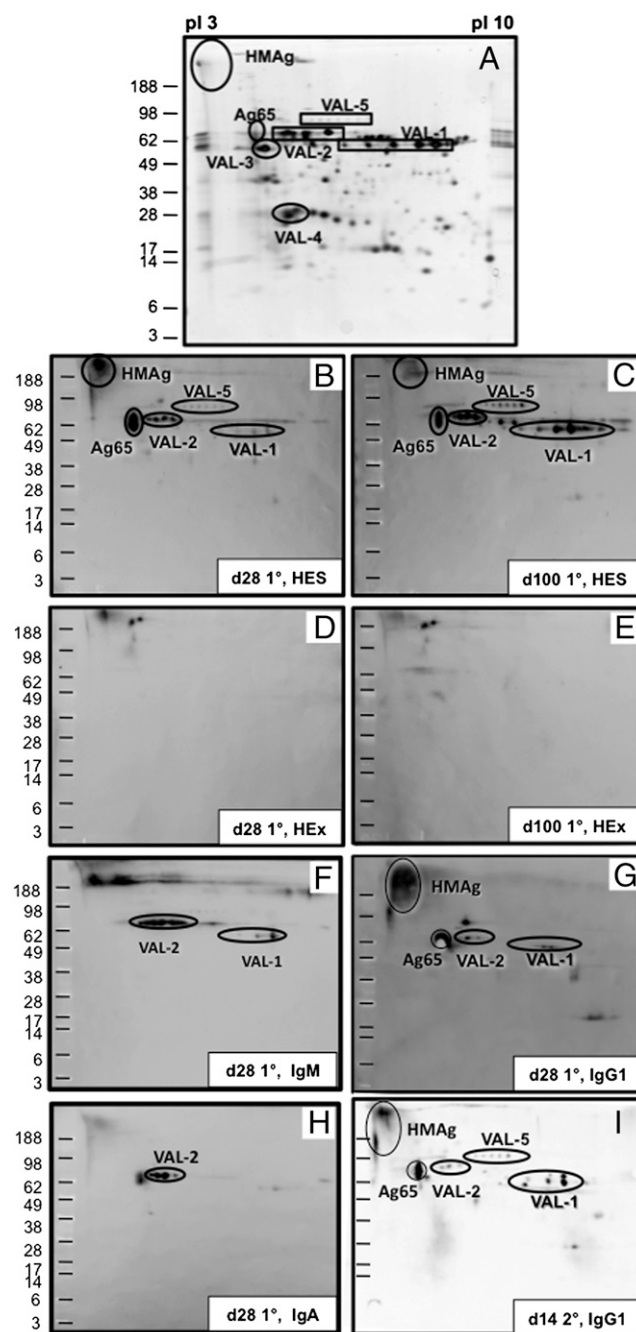 pI 3 pI 10
A
HMAg
188
98
62
49
38
28
17
14
6
3
VAL-5
Ag65
VAL-1
VAL-3
VAL-2
VAL-4
B
188
98
62
49
38
28
17
14
6
3
HMAg
VAL-5
VAL-2
Ag65
VAL-1
d28 1°, HES
C
HMAg
VAL-5
VAL-2
Ag65
VAL-1
d100 1°, HES
D
188
98
62
49
38
28
17
14
6
3
d28 1°, HEx
E
d100 1°, HEx
F
188
98
62
49
38
28
17
14
6
3
VAL-2
VAL-1
d28 1°, IgM
G
HMAg
Ag65
VAL-2
VAL-1
d28 1°, IgG1
H
188
98
62
49
38
28
17
14
6
3
VAL-2
d28 1°, IgA
I
HMAg
VAL-5
Ag65
VAL-2
VAL-1
d14 2°, IgG1